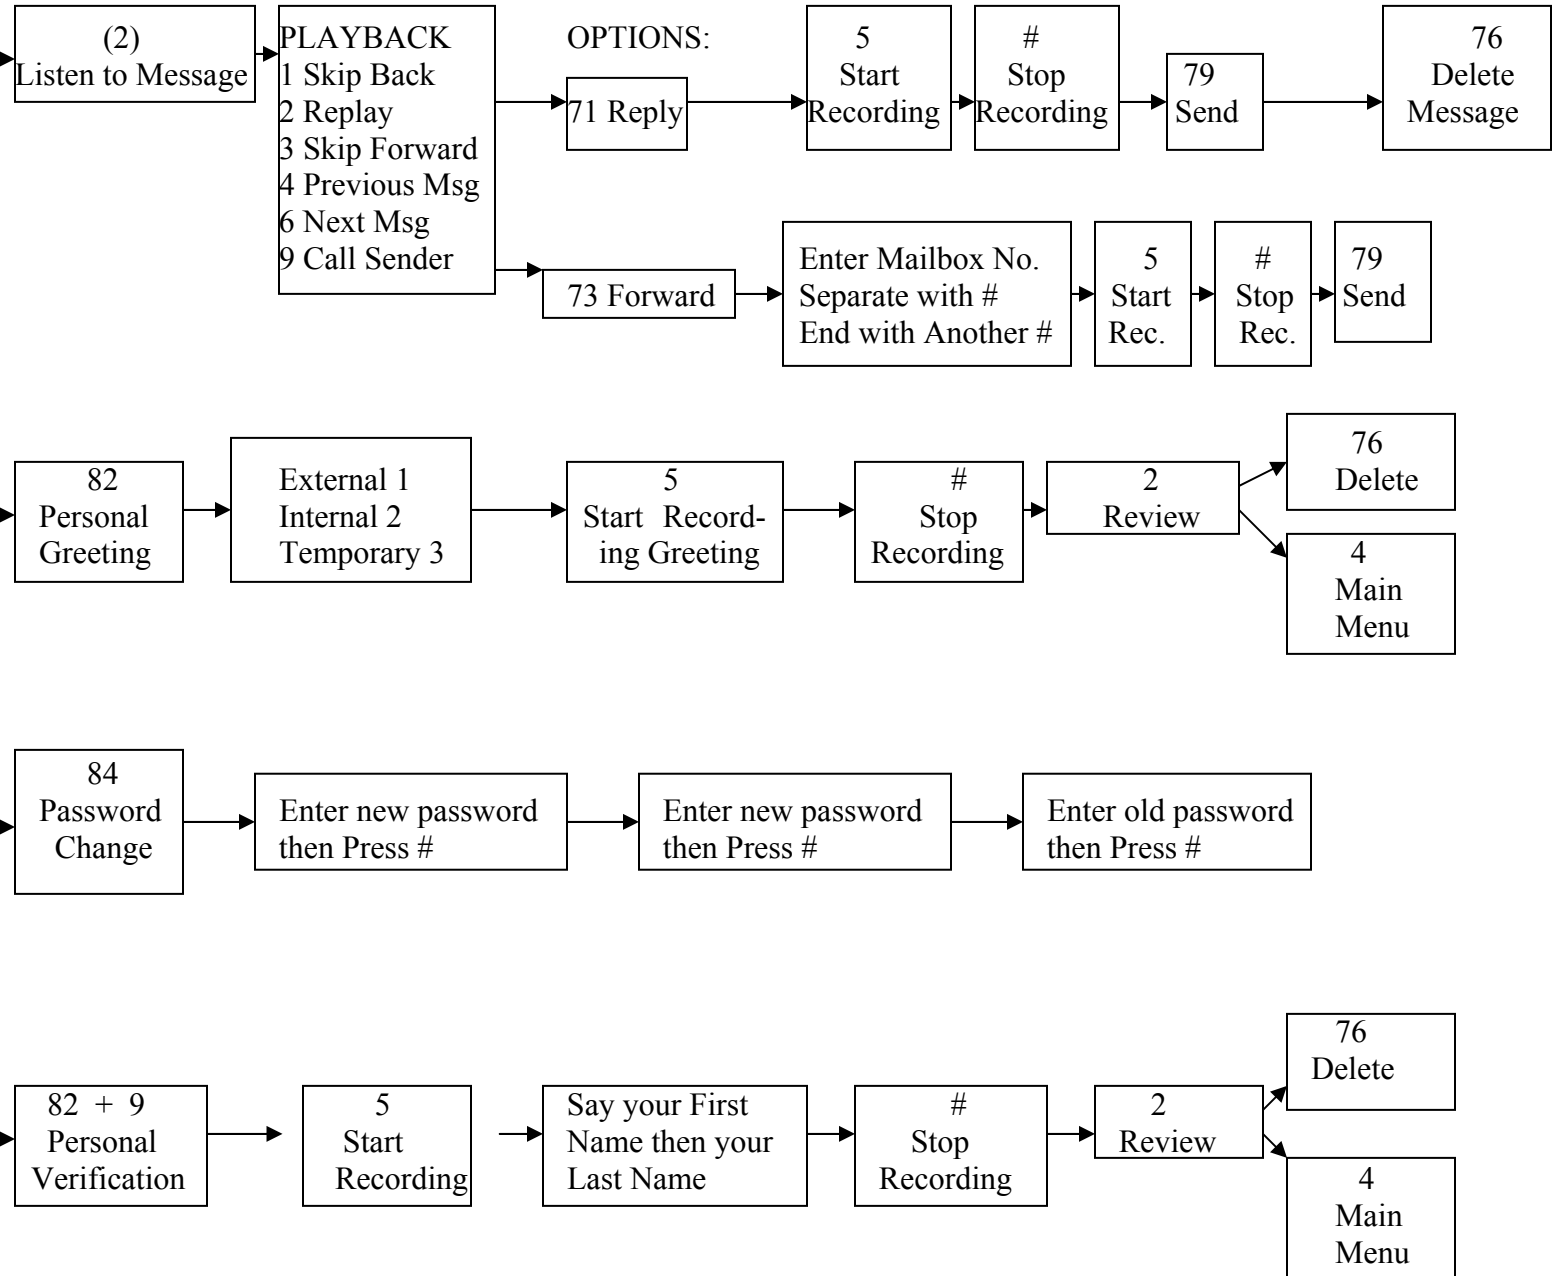 (2)
Listen to Message
PLAYBACK
1 Skip Back
2 Replay
3 Skip Forward
4 Previous Msg
6 Next Msg
9 Call Sender
OPTIONS:
71 Reply
5
Start
Recording
#
Stop
Recording
79
Send
76
Delete
Message
73 Forward
Enter Mailbox No.
Separate with #
End with Another #
5
Start
Rec.
#
Stop
Rec.
79
Send
82
Personal
Greeting
External 1
Internal 2
Temporary 3
5
Start Record-
ing Greeting
#
Stop
Recording
2
Review
76
Delete
4
Main
Menu
84
Password
Change
Enter new password
then Press #
Enter new password
then Press #
Enter old password
then Press #
82 + 9
Personal
Verification
5
Start
Recording
Say your First
Name then your
Last Name
#
Stop
Recording
2
Review
76
Delete
4
Main
Menu